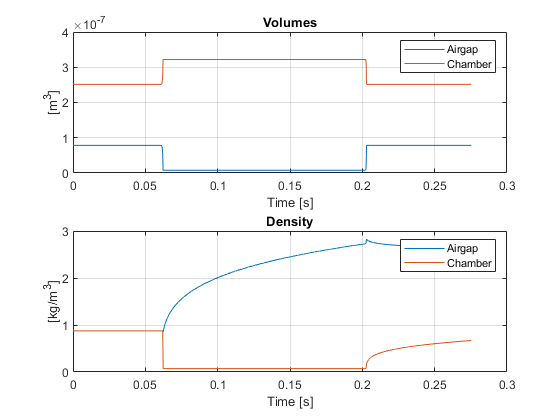 Volumes
×10⁻⁷
4
3
2
1
0
[m³]
Airgap
Chamber
0 0.05 0.1 0.15 0.2 0.25 0.3
Time [s]
Density
3
2
1
0
[kg/m³]
Airgap
Chamber
0 0.05 0.1 0.15 0.2 0.25 0.3
Time [s]